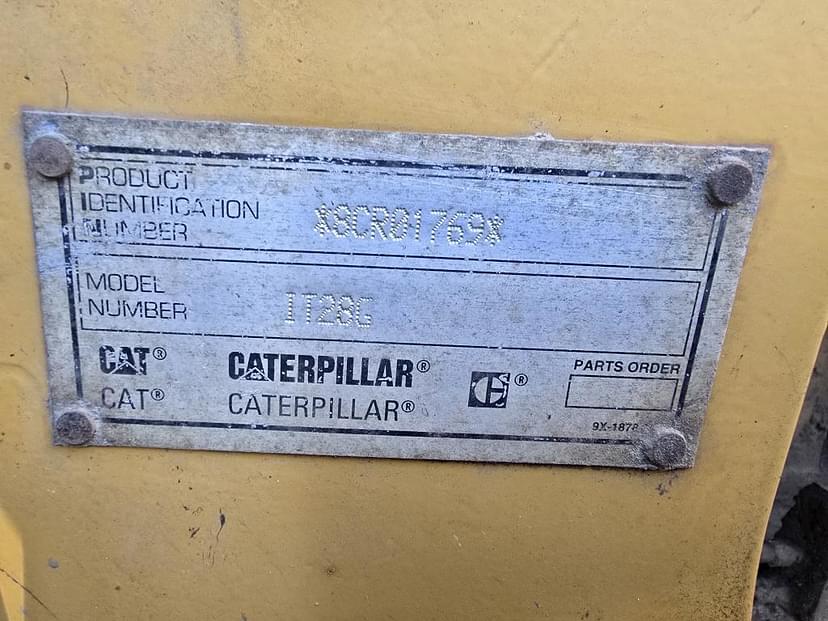 PRODUCT
IDENTIFICATION
NUMBER
*8CR01769*
MODEL
NUMBER
IT28G
CAT® CATERPILLAR® ®
CAT® CATERPILLAR®
PARTS ORDER
9X-1878